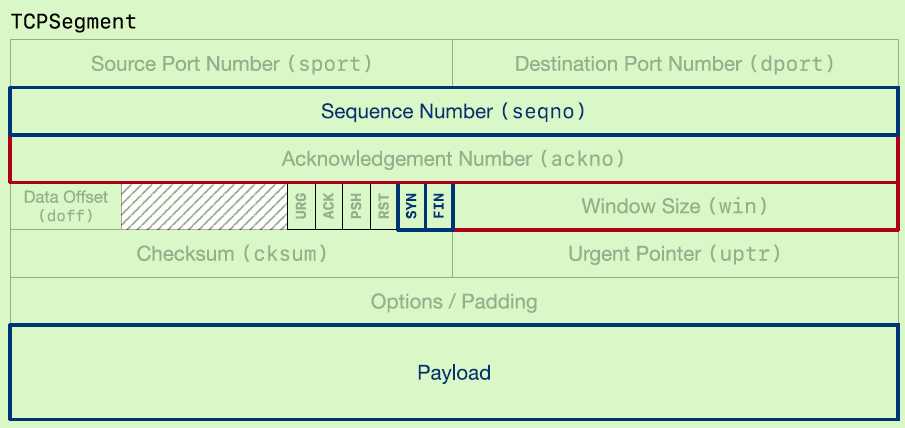 TCPSegment
Source Port Number (sport) Destination Port Number (dport)
Sequence Number (seqno)
Acknowledgement Number (ackno)
Data Offset
(doff)
URG ACK PSH RST SYN FIN
Window Size (win)
Checksum (cksum) Urgent Pointer (uptr)
Options / Padding
Payload